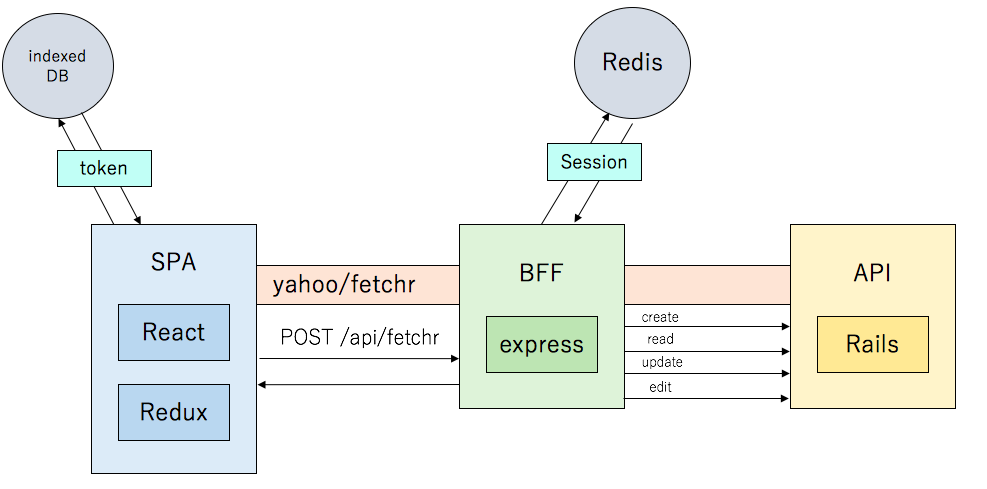 indexed
DB
Redis
token
Session
SPA
BFF
API
yahoo/fetchr
React
POST /api/fetchr
express
create
read
update
edit
Rails
Redux